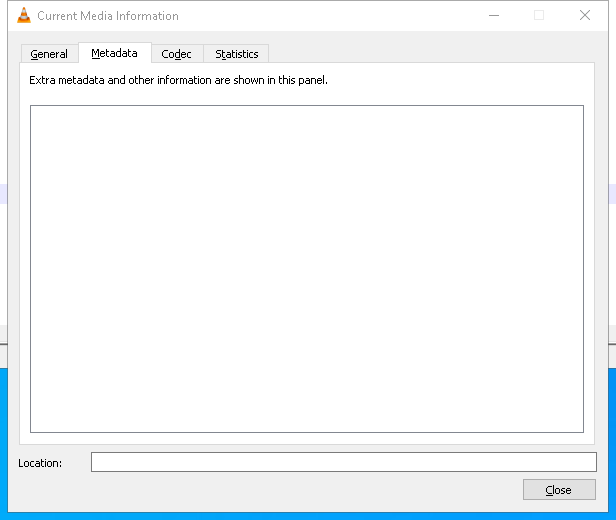 Current Media Information
General Metadata Codec Statistics
Extra metadata and other information are shown in this panel.
Location:
Close